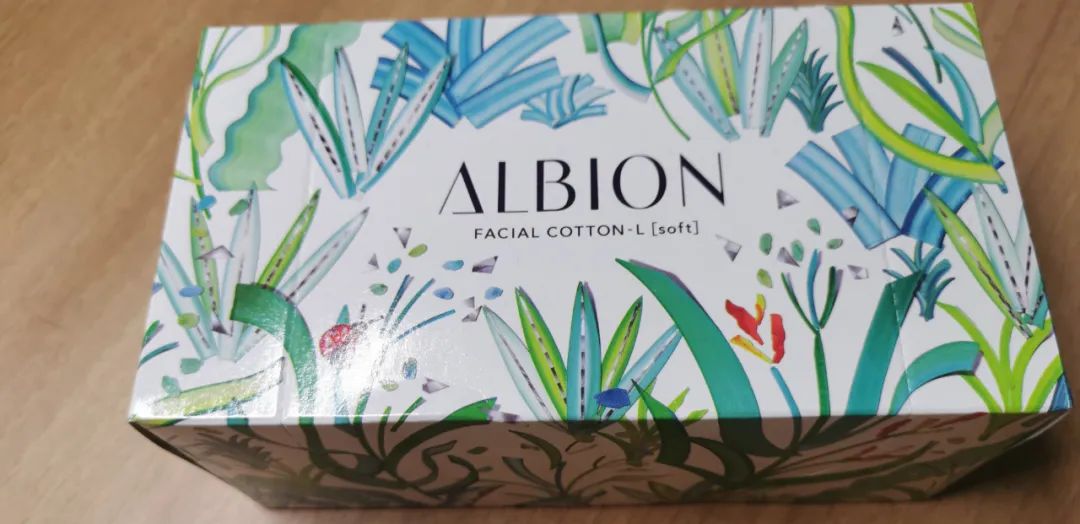 ALBION
FACIAL COTTON-L [soft]